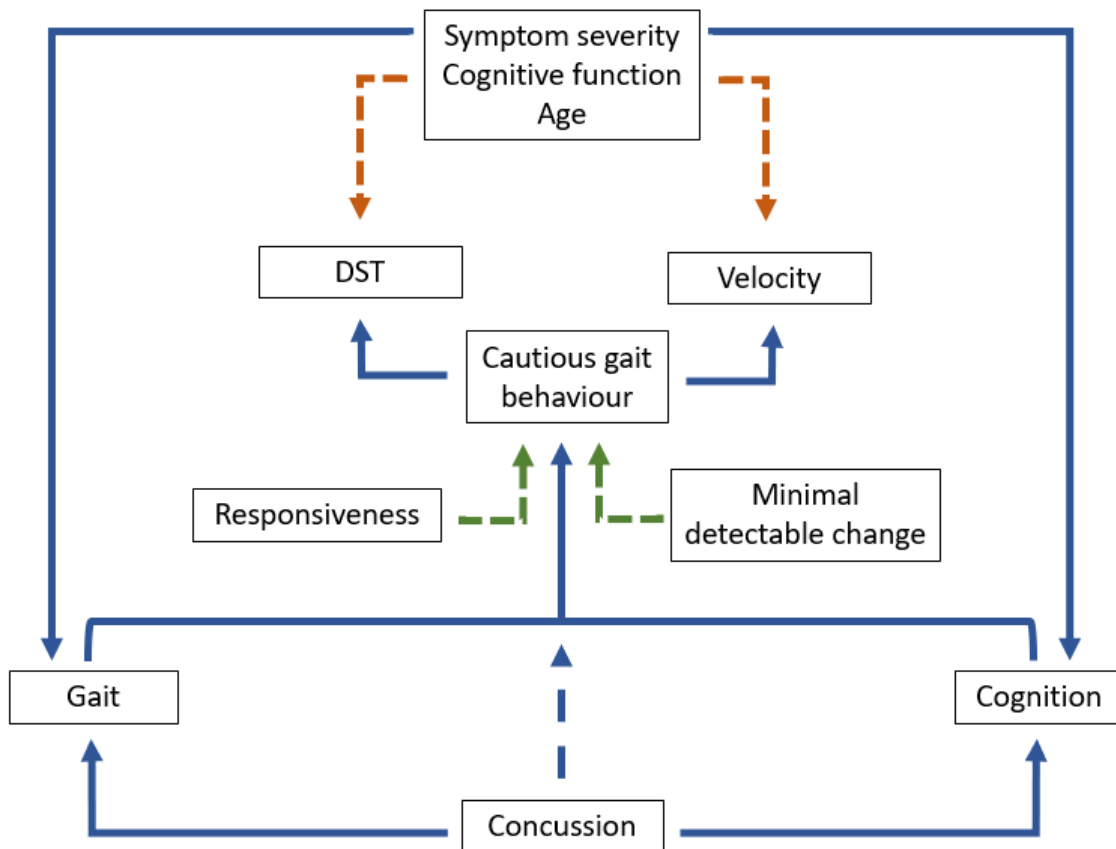 Symptom severity
Cognitive function
Age
DST
Velocity
Cautious gait
behaviour
Responsiveness
Minimal
detectable change
Gait
Cognition
Concussion